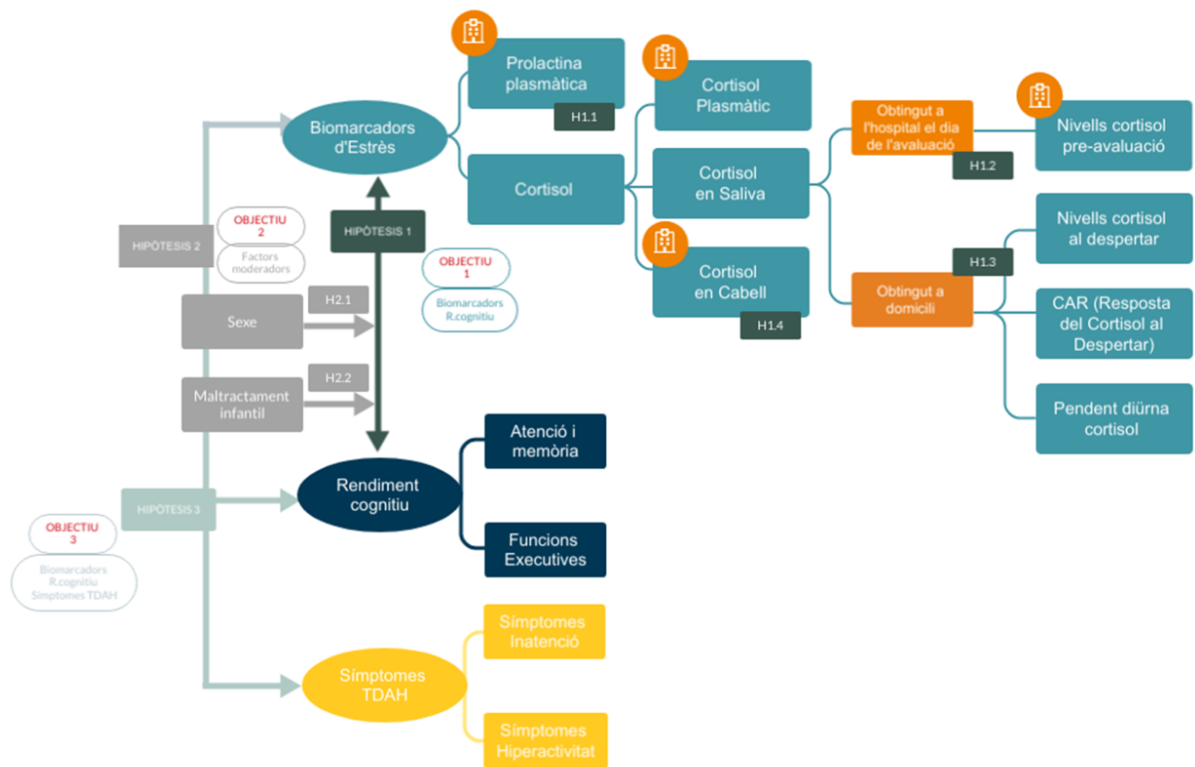 Prolactina
plasmàtica
H1.1
Cortisol
Plasmàtic
Obtingut a
l'hospital el dia
de l'avaluació
H1.2
Nivells cortisol
pre-avaluació
Biomarcadors
d'Estrès
Cortisol
Cortisol
en Saliva
Nivells cortisol
al despertar
OBJECTIU
2
Factors
moderadors
HIPÒTESIS 2
HIPÒTESIS 1
OBJECTIU
1
Biomarcadors
R.cognitiu
Cortisol
en Cabell
H1.4
H1.3
Obtingut a
domicili
CAR (Resposta
del Cortisol al
Despertar)
Sexe
H2.1
Maltractament
infantil
H2.2
Pendent diürna
cortisol
Atenció i
memòria
Rendiment
cognitiu
Funcions
Executives
HIPÒTESIS 3
OBJECTIU
3
Biomarcadors
R.cognitiu
Símptomes TDAH
Símptomes
Inatenció
Símptomes
TDAH
Símptomes
Hiperactivitat